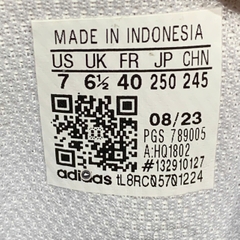 MADE IN INDONESIA
US UK FR JP CHN
7 6½ 40 250 245
08/23
PGS 789005
A:HQ1802
#132910127
adidas tL8RC05701224